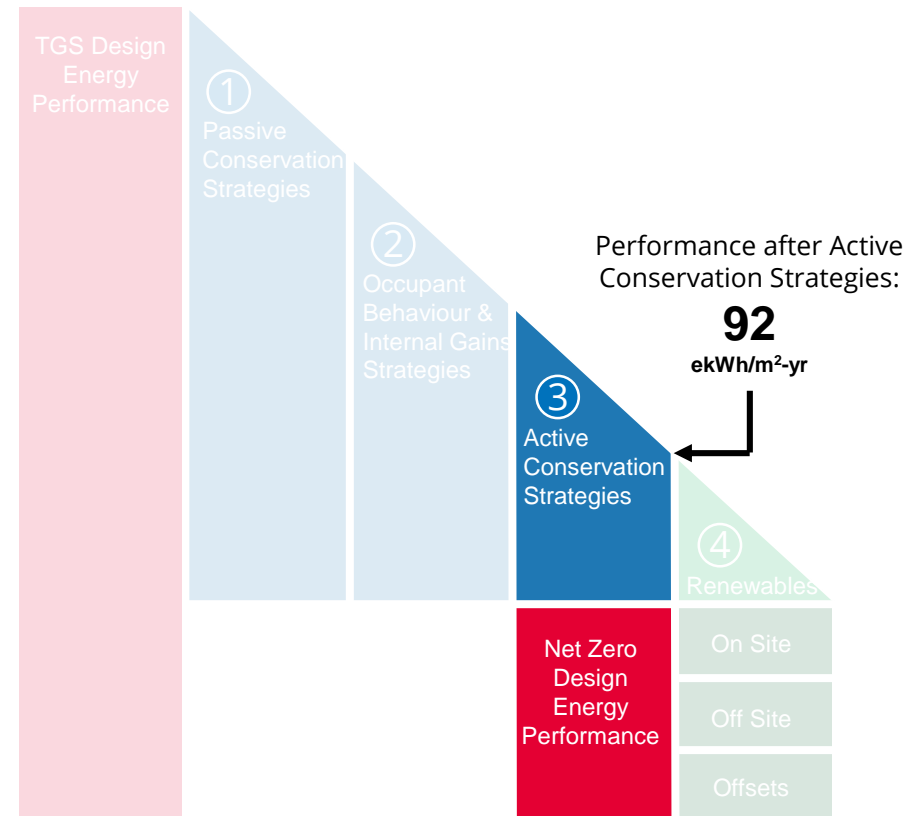 TGS Design
Energy
Performance
①
Passive
Conservation
Strategies
②
Occupant
Behaviour &
Internal Gains
Strategies
Performance after Active
Conservation Strategies:
92
ekWh/m²-yr
③
Active
Conservation
Strategies
④
Renewables
Net Zero
Design
Energy
Performance
On Site
Off Site
Offsets